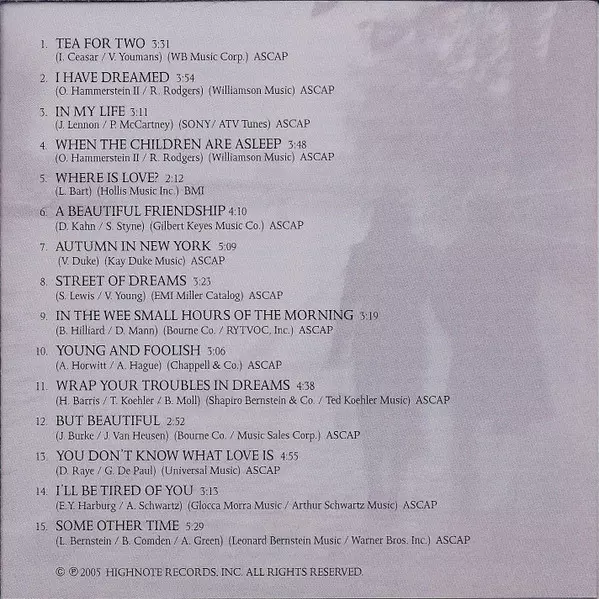 1. TEA FOR TWO 3:31
(I. Ceasar / V. Youmans) (WB Music Corp.) ASCAP
2. I HAVE DREAMED 3:54
(O. Hammerstein II / R. Rodgers) (Williamson Music) ASCAP
3. IN MY LIFE 3:11
(J. Lennon / P. McCartney) (SONY/ ATV Tunes) ASCAP
4. WHEN THE CHILDREN ARE ASLEEP 3:48
(O. Hammerstein II / R. Rodgers) (Williamson Music) ASCAP
5. WHERE IS LOVE? 2:12
(L. Bart) (Hollis Music Inc.) BMI
6. A BEAUTIFUL FRIENDSHIP 4:10
(D. Kahn / S. Styne) (Gilbert Keyes Music Co.) ASCAP
7. AUTUMN IN NEW YORK 5:09
(V. Duke) (Kay Duke Music) ASCAP
8. STREET OF DREAMS 3:23
(S. Lewis / V. Young) (EMI Miller Catalog) ASCAP
9. IN THE WEE SMALL HOURS OF THE MORNING 3:19
(B. Hilliard / D. Mann) (Bourne Co. / RYTVOC, Inc.) ASCAP
10. YOUNG AND FOOLISH 3:06
(A. Horwitt / A. Hague) (Chappell & Co.) ASCAP
11. WRAP YOUR TROUBLES IN DREAMS 4:38
(H. Barris / T. Koehler / B. Moll) (Shapiro Bernstein & Co. / Ted Koehler Music) ASCAP
12. BUT BEAUTIFUL 2:52
(J. Burke / J. Van Heusen) (Bourne Co. / Music Sales Corp.) ASCAP
13. YOU DON'T KNOW WHAT LOVE IS 4:55
(D. Raye / G. De Paul) (Universal Music) ASCAP
14. I'LL BE TIRED OF YOU 3:13
(E.Y. Harburg / A. Schwartz) (Glocca Morra Music / Arthur Schwartz Music) ASCAP
15. SOME OTHER TIME 5:29
(L. Bernstein / B. Comden / A. Green) (Leonard Bernstein Music / Warner Bros. Inc.) ASCAP
© ℗ 2005 HIGHNOTE RECORDS, INC. ALL RIGHTS RESERVED.